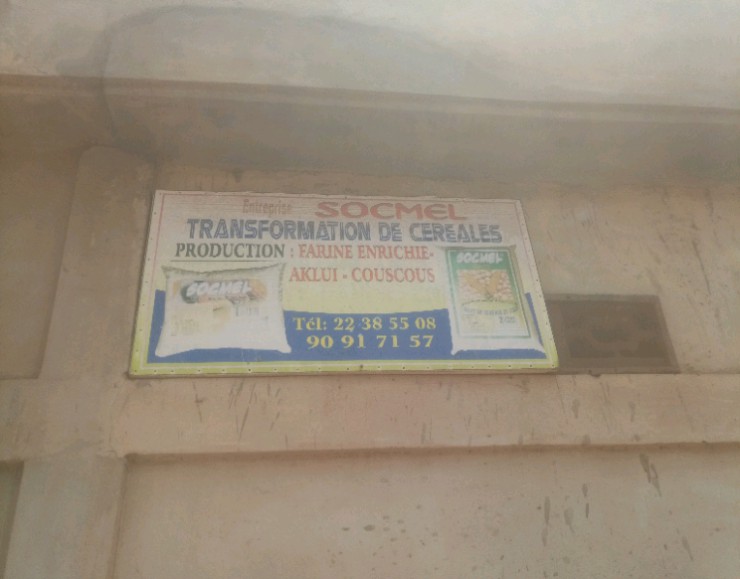 Entreprise SOCMEL
TRANSFORMATION DE CEREALES
PRODUCTION : FARINE ENRICHIE-
AKLUI - COUSCOUS
SOCMEL
SOCMEL
Tél: 22 38 55 08
90 91 71 57